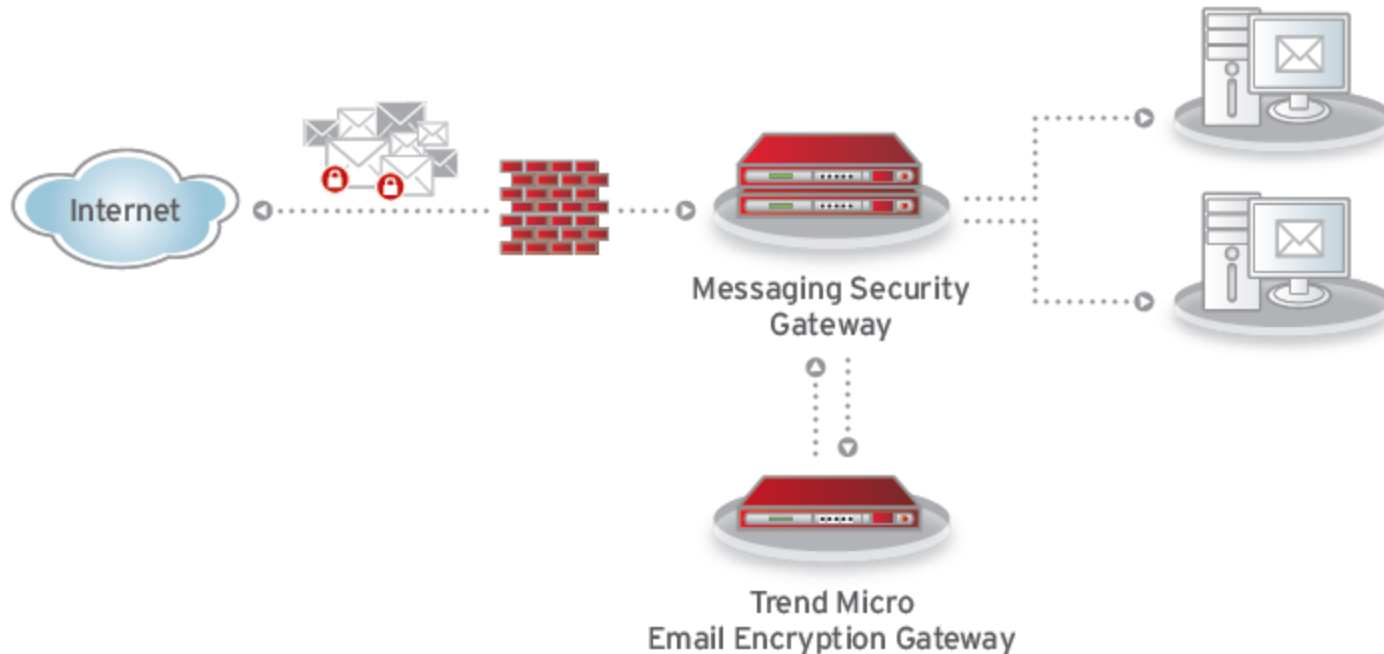 Internet
Messaging Security
Gateway
Trend Micro
Email Encryption Gateway